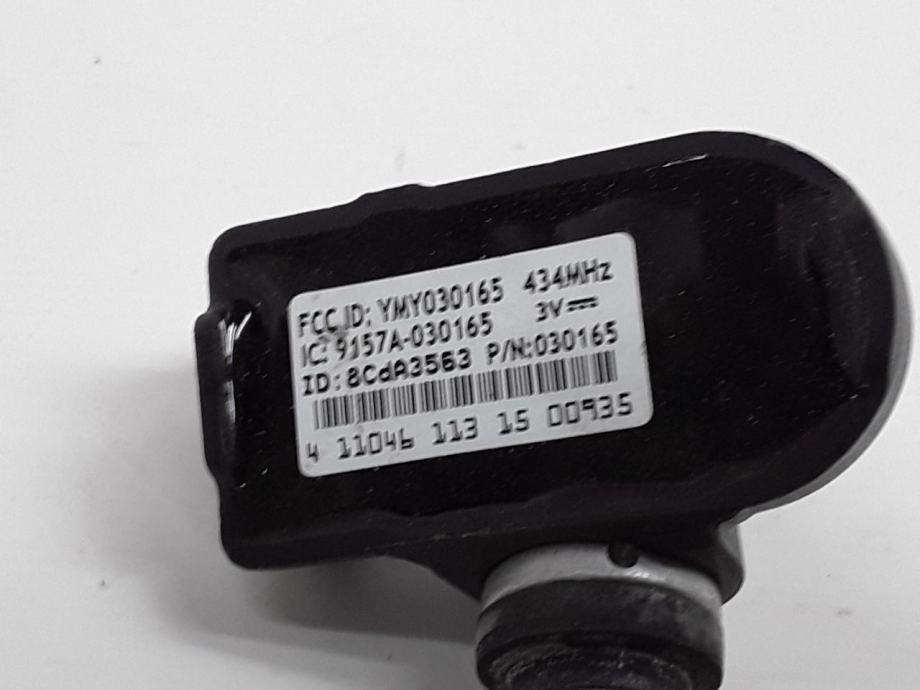 FCC ID: YMY030165 434MHz
IC: 9157A-030165 3V
ID:8CdA3563 P/N:030165
4 11046 113 15 00935